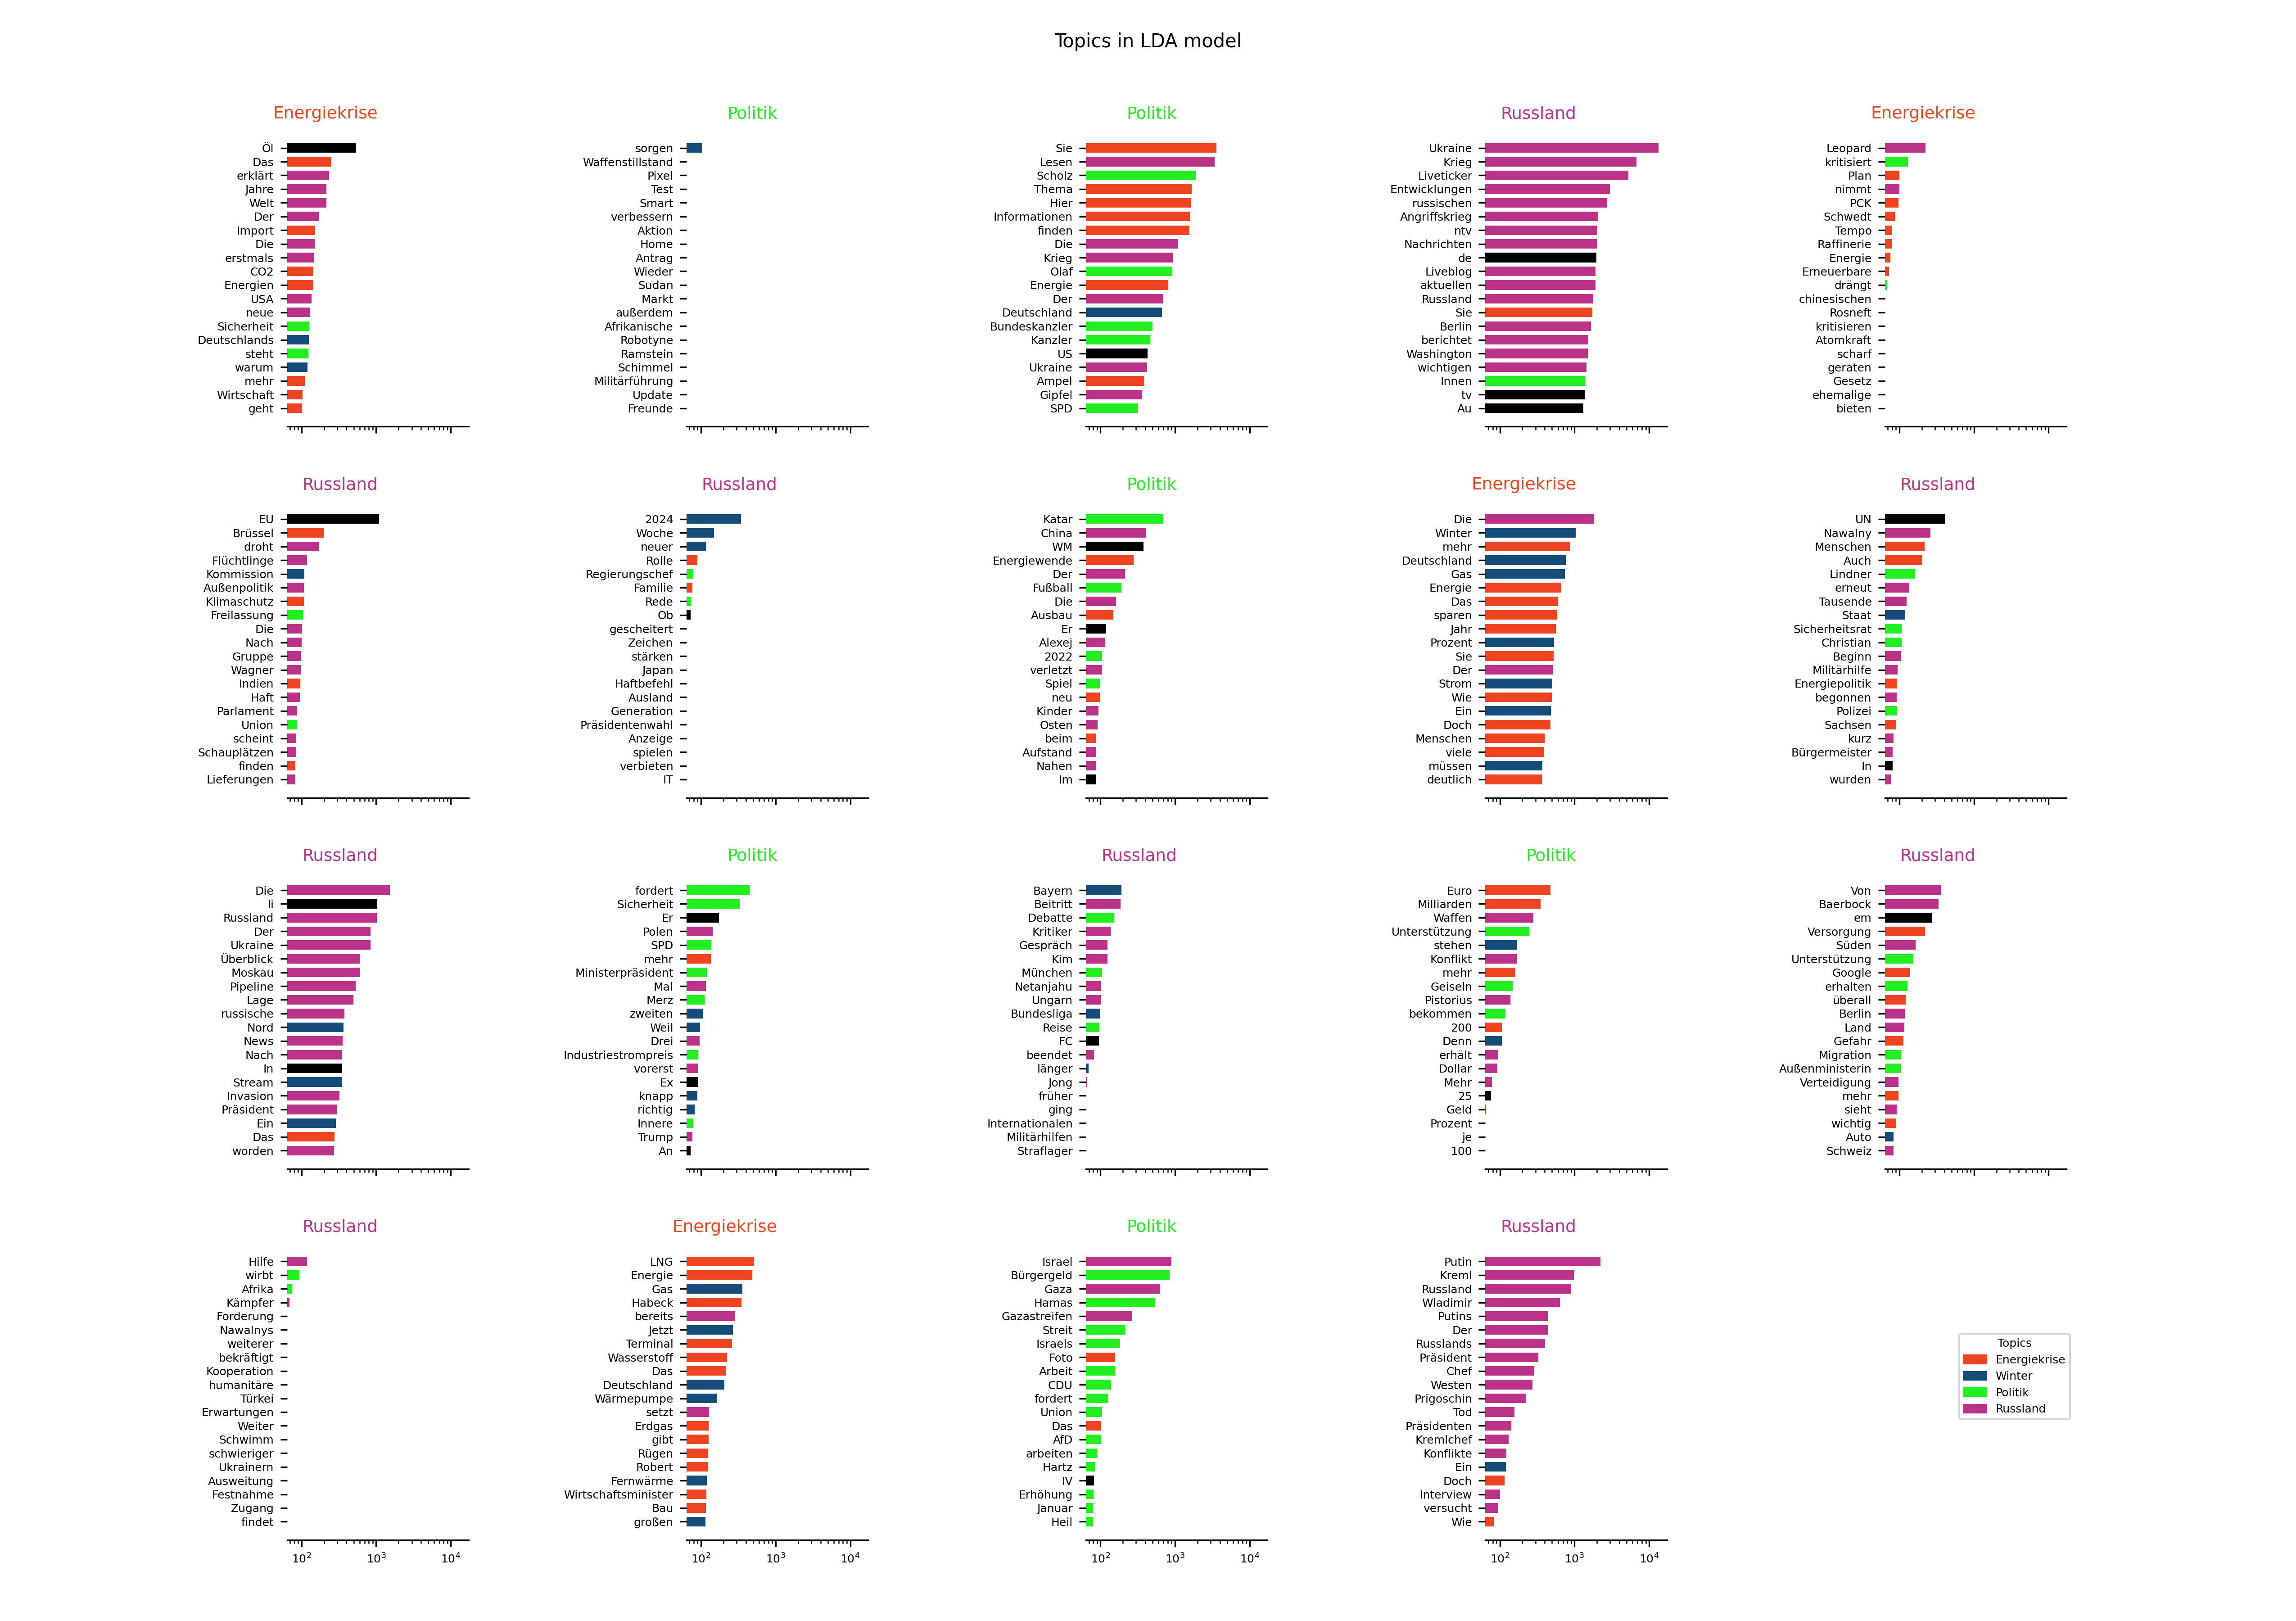 Topics in LDA model
Energiekrise
Öl
Das
erklärt
Jahre
Welt
Der
Import
Die
erstmals
CO2
Energien
USA
neue
Sicherheit
Deutschlands
steht
warum
mehr
Wirtschaft
geht
Politik
sorgen
Waffenstillstand
Pixel
Test
Smart
verbessern
Aktion
Home
Antrag
Wieder
Sudan
Markt
außerdem
Afrikanische
Robotyne
Ramstein
Schimmel
Militärführung
Update
Freunde
Politik
Sie
Lesen
Scholz
Thema
Hier
Informationen
finden
Die
Krieg
Olaf
Energie
Der
Deutschland
Bundeskanzler
Kanzler
US
Ukraine
Ampel
Gipfel
SPD
Russland
Ukraine
Krieg
Liveticker
Entwicklungen
russischen
Angriffskrieg
ntv
Nachrichten
de
Liveblog
aktuellen
Russland
Sie
Berlin
berichtet
Washington
wichtigen
Innen
tv
Au
Energiekrise
Leopard
kritisiert
Plan
nimmt
PCK
Schwedt
Tempo
Raffinerie
Energie
Erneuerbare
drängt
chinesischen
Rosneft
kritisieren
Atomkraft
scharf
geraten
Gesetz
ehemalige
bieten
Russland
EU
Brüssel
droht
Flüchtlinge
Kommission
Außenpolitik
Klimaschutz
Freilassung
Die
Nach
Gruppe
Wagner
Indien
Haft
Parlament
Union
scheint
Schauplätzen
finden
Lieferungen
Russland
2024
Woche
neuer
Rolle
Regierungschef
Familie
Rede
Ob
gescheitert
Zeichen
stärken
Japan
Haftbefehl
Ausland
Generation
Präsidentenwahl
Anzeige
spielen
verbieten
IT
Politik
Katar
China
WM
Energiewende
Der
Fußball
Die
Ausbau
Er
Alexej
2022
verletzt
Spiel
neu
Kinder
Osten
beim
Aufstand
Nahen
Im
Energiekrise
Die
Winter
mehr
Deutschland
Gas
Energie
Das
sparen
Jahr
Prozent
Sie
Der
Strom
Wie
Ein
Doch
Menschen
viele
müssen
deutlich
Russland
UN
Nawalny
Menschen
Auch
Lindner
erneut
Tausende
Staat
Sicherheitsrat
Christian
Beginn
Militärhilfe
Energiepolitik
begonnen
Polizei
Sachsen
kurz
Bürgermeister
In
wurden
Russland
Die
li
Russland
Der
Ukraine
Überblick
Moskau
Pipeline
Lage
russische
Nord
News
Nach
In
Stream
Invasion
Präsident
Ein
Das
worden
Politik
fordert
Sicherheit
Er
Polen
SPD
mehr
Ministerpräsident
Mal
Merz
zweiten
Weil
Drei
Industriestrompreis
vorerst
Ex
knapp
richtig
Innere
Trump
An
Russland
Bayern
Beitritt
Debatte
Kritiker
Gespräch
Kim
München
Netanjahu
Ungarn
Bundesliga
Reise
FC
beendet
länger
Jong
früher
ging
Internationalen
Militärhilfen
Straflager
Politik
Euro
Milliarden
Waffen
Unterstützung
stehen
Konflikt
mehr
Geiseln
Pistorius
bekommen
200
Denn
erhält
Dollar
Mehr
25
Geld
Prozent
je
100
Russland
Von
Baerbock
em
Versorgung
Süden
Unterstützung
Google
erhalten
überall
Berlin
Land
Gefahr
Migration
Außenministerin
Verteidigung
mehr
sieht
wichtig
Auto
Schweiz
Russland
Hilfe
wirbt
Afrika
Kämpfer
Forderung
Nawalnys
weiterer
bekräftigt
Kooperation
humanitäre
Türkei
Erwartungen
Weiter
Schwimm
schwieriger
Ukrainern
Ausweitung
Festnahme
Zugang
findet
10² 10³ 10⁴
Energiekrise
LNG
Energie
Gas
Habeck
bereits
Jetzt
Terminal
Wasserstoff
Das
Deutschland
Wärmepumpe
setzt
Erdgas
gibt
Rügen
Robert
Fernwärme
Wirtschaftsminister
Bau
großen
10² 10³ 10⁴
Politik
Israel
Bürgergeld
Gaza
Hamas
Gazastreifen
Streit
Israels
Foto
Arbeit
CDU
fordert
Union
Das
AfD
arbeiten
Hartz
IV
Erhöhung
Januar
Heil
10² 10³ 10⁴
Russland
Putin
Kreml
Russland
Wladimir
Putins
Der
Russlands
Präsident
Chef
Westen
Prigoschin
Tod
Präsidenten
Kremlchef
Konflikte
Ein
Doch
Interview
versucht
Wie
10² 10³ 10⁴
Topics
Energiekrise
Winter
Politik
Russland